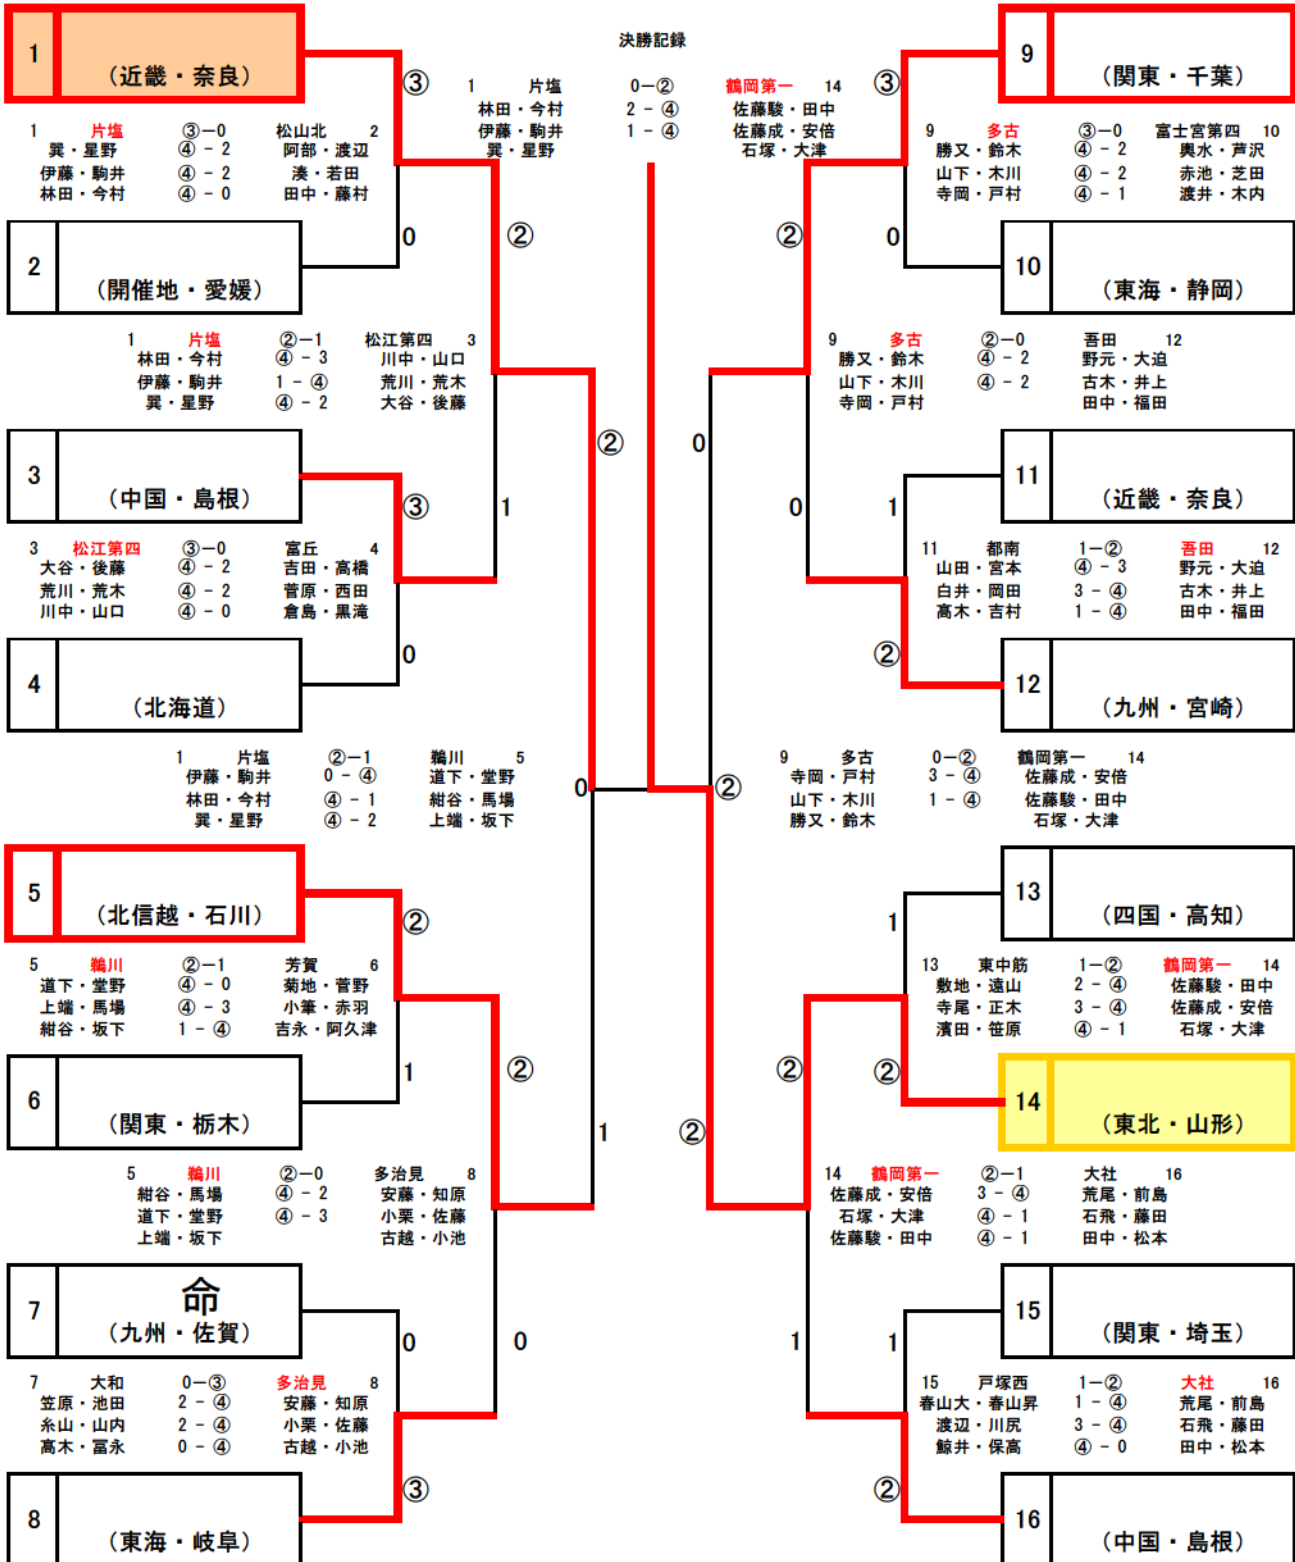 決勝記録
1 片塩 0－② 鶴岡第一 14
林田・今村 2 - ④ 佐藤駿・田中
伊藤・駒井 1 - ④ 佐藤成・安倍
巽・星野 石塚・大津
1
（近畿・奈良）
③
1 片塩 ③－0 松山北 2
巽・星野 ④ - 2 阿部・渡辺
伊藤・駒井 ④ - 2 湊・若田
林田・今村 ④ - 0 田中・藤村
②
0
2
（開催地・愛媛）
1 片塩 ②－1 松江第四 3
林田・今村 ④ - 3 川中・山口
伊藤・駒井 1 - ④ 荒川・荒木
巽・星野 ④ - 2 大谷・後藤
②
3
（中国・島根）
③
1
3 松江第四 ③－0 富丘 4
大谷・後藤 ④ - 2 吉田・高橋
荒川・荒木 ④ - 2 菅原・西田
川中・山口 ④ - 0 倉島・黒滝
0
4
（北海道）
1 片塩 ②－1 鵜川 5
伊藤・駒井 0 - ④ 道下・堂野
林田・今村 ④ - 1 紺谷・馬場
巽・星野 ④ - 2 上端・坂下
0
5
（北信越・石川）
②
5 鵜川 ②－1 芳賀 6
道下・堂野 ④ - 0 菊地・菅野
上端・馬場 ④ - 3 小筆・赤羽
紺谷・坂下 1 - ④ 吉永・阿久津
1
②
1
6
（関東・栃木）
5 鵜川 ②－0 多治見 8
紺谷・馬場 ④ - 2 安藤・知原
道下・堂野 ④ - 3 小栗・佐藤
上端・坂下 古越・小池
7
命
（九州・佐賀）
0
0
7 大和 0－③ 多治見 8
笠原・池田 2 - ④ 安藤・知原
糸山・山内 2 - ④ 小栗・佐藤
髙木・冨永 0 - ④ 古越・小池
③
8
（東海・岐阜）
9
（関東・千葉）
③
9 多古 ③－0 富士宮第四 10
勝又・鈴木 ④ - 2 輿水・芦沢
山下・木川 ④ - 2 赤池・芝田
寺岡・戸村 ④ - 1 渡井・木内
②
0
10
（東海・静岡）
9 多古 ②－0 吾田 12
勝又・鈴木 ④ - 2 野元・大迫
山下・木川 ④ - 2 古木・井上
寺岡・戸村 田中・福田
0
11
（近畿・奈良）
0
1
11 都南 1－② 吾田 12
山田・宮本 ④ - 3 野元・大迫
白井・岡田 3 - ④ 古木・井上
髙木・吉村 1 - ④ 田中・福田
②
12
（九州・宮崎）
9 多古 0－② 鶴岡第一 14
寺岡・戸村 3 - ④ 佐藤成・安倍
山下・木川 1 - ④ 佐藤駿・田中
勝又・鈴木 石塚・大津
②
13
（四国・高知）
1
13 東中筋 1－② 鶴岡第一 14
敷地・遠山 2 - ④ 佐藤駿・田中
寺尾・正木 3 - ④ 佐藤成・安倍
濱田・笹原 ④ - 1 石塚・大津
②
②
②
14
（東北・山形）
14 鶴岡第一 ②－1 大社 16
佐藤成・安倍 3 - ④ 荒尾・前島
石塚・大津 ④ - 1 石飛・藤田
佐藤駿・田中 ④ - 1 田中・松本
15
（関東・埼玉）
1
1
15 戸塚西 1－② 大社 16
春山大・春山昇 1 - ④ 荒尾・前島
渡辺・川尻 3 - ④ 石飛・藤田
鯨井・保高 ④ - 0 田中・松本
②
16
（中国・島根）